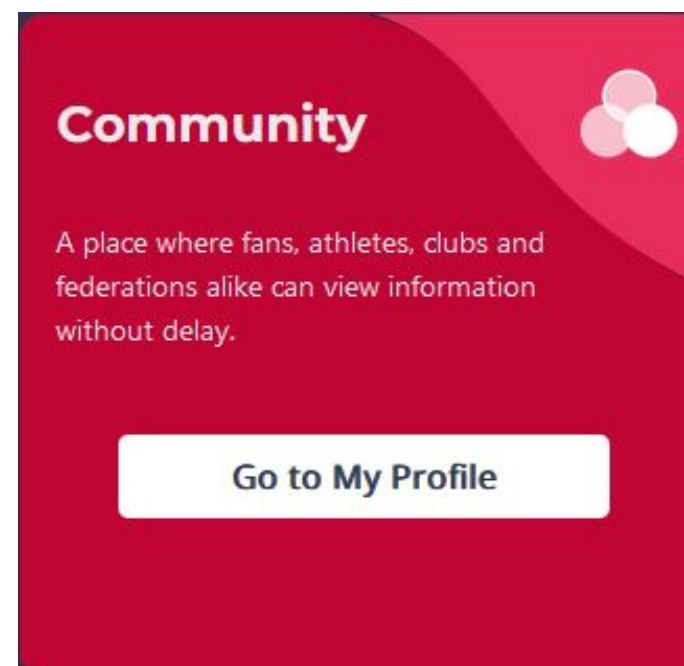 Community
A place where fans, athletes, clubs and
federations alike can view information
without delay.
Go to My Profile